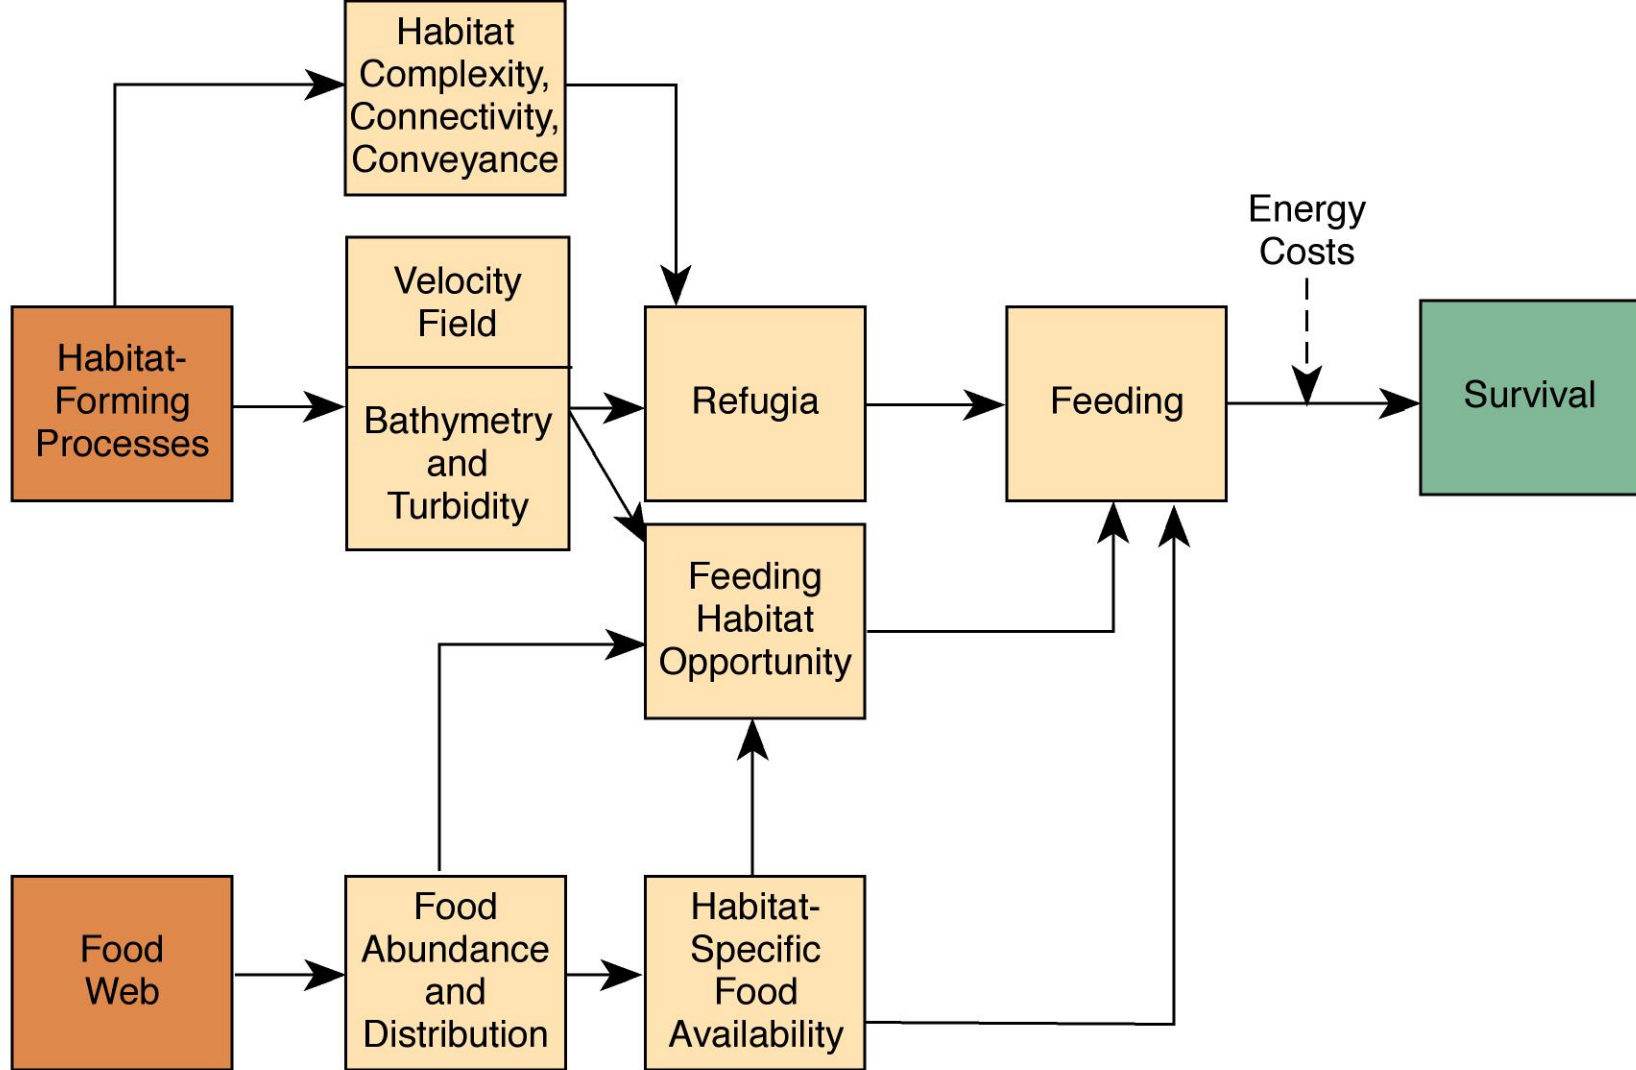 Habitat
Complexity,
Connectivity,
Conveyance
Velocity
Field
Energy
Costs
Habitat-
Forming
Processes
Bathymetry
and
Turbidity
Refugia
Feeding
Survival
Feeding
Habitat
Opportunity
Food
Web
Food
Abundance
and
Distribution
Habitat-
Specific
Food
Availability